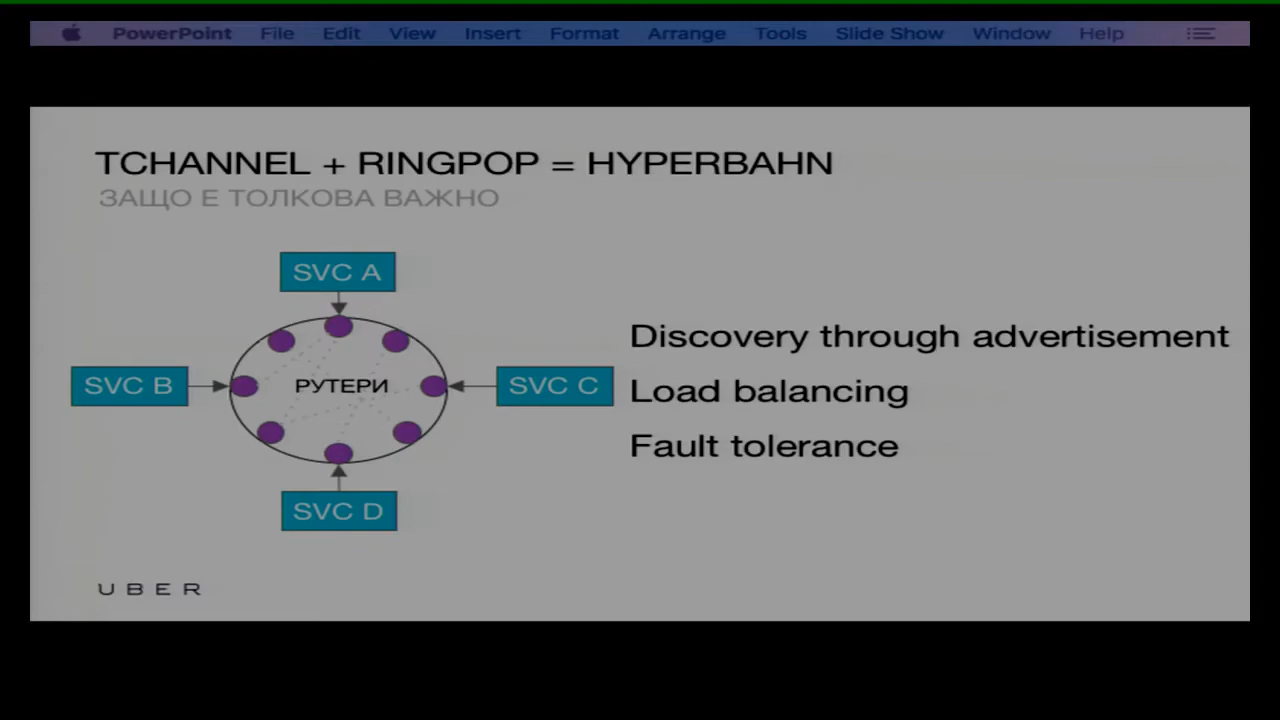 PowerPoint File Edit View Insert Format Arrange Tools Slide Show Window Help
TCHANNEL + RINGPOP = HYPERBAHN
ЗАЩО Е ТОЛКОВА ВАЖНО
SVC A
SVC B
РУТЕРИ
SVC C
SVC D
Discovery through advertisement
Load balancing
Fault tolerance
UBER